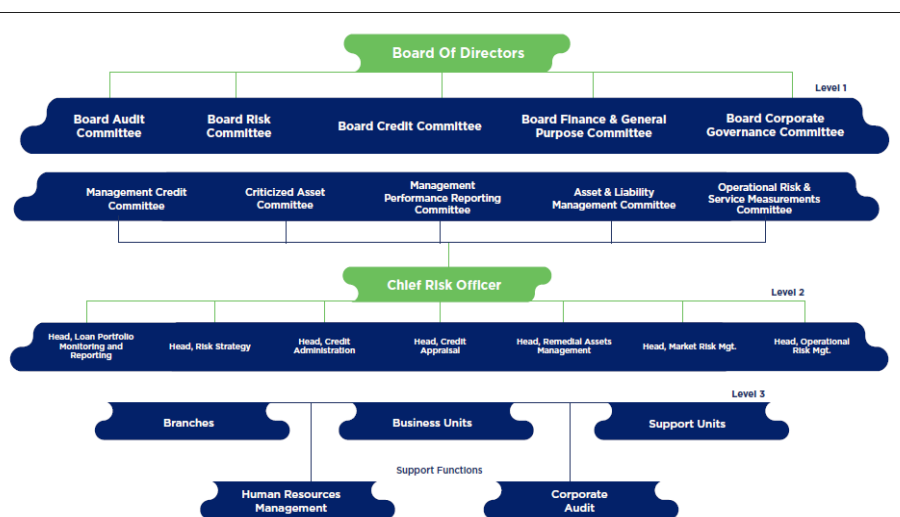 Board Of Directors
Level 1
Board Audit
Committee
Board Risk
Committee
Board Credit Committee
Board Finance & General
Purpose Committee
Board Corporate
Governance Committee
Management Credit
Committee
Criticized Asset
Committee
Management
Performance Reporting
Committee
Asset & Liability
Management Committee
Operational Risk &
Service Measurements
Committee
Chief Risk Officer
Level 2
Head, Loan Portfolio
Monitoring and
Reporting
Head, Risk Strategy
Head, Credit
Administration
Head, Credit
Appraisal
Head, Remedial Assets
Management
Head, Market Risk Mgt.
Head, Operational
Risk Mgt.
Level 3
Branches
Business Units
Support Units
Support Functions
Human Resources
Management
Corporate
Audit